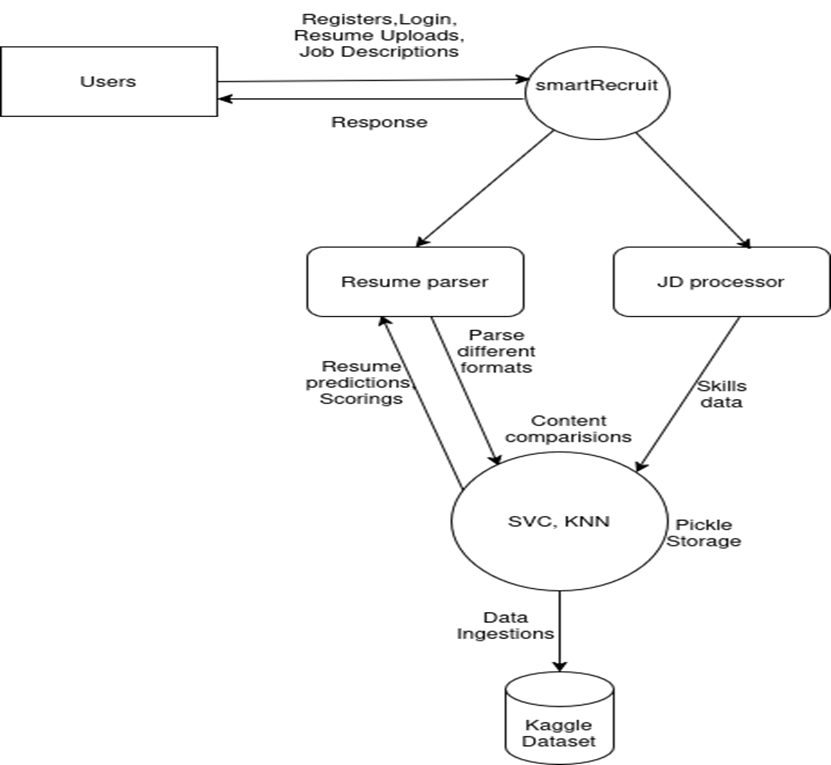 Registers,Login,
Resume Uploads,
Job Descriptions
Users
smartRecruit
Response
Resume parser
JD processor
Parse
different
formats
Resume
predictions,
Scorings
Skills
data
Content
comparisions
SVC, KNN
Pickle
Storage
Data
Ingestions
Kaggle
Dataset